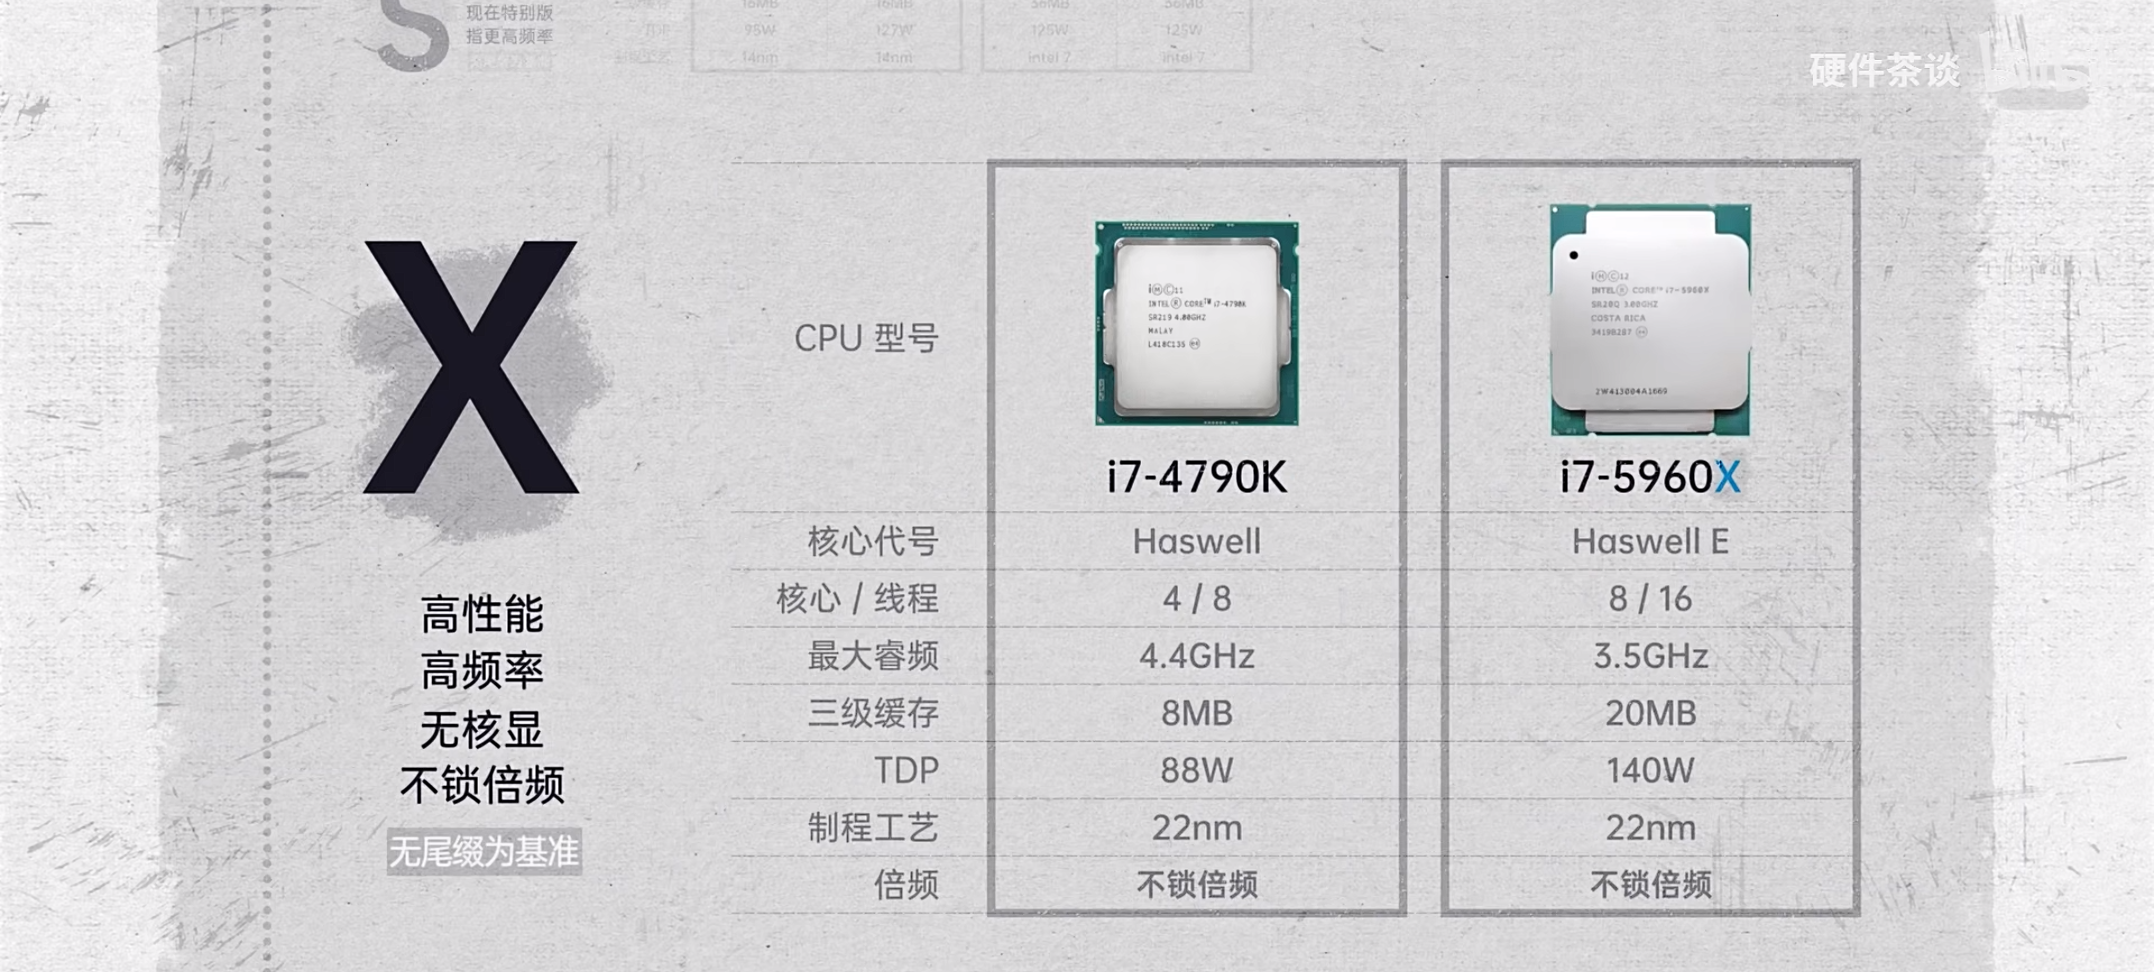 S
现在特别版
指更高频率
16MB 16MB 36MB 36MB
95W 127W 125W 125W
14nm 14nm intel 7 intel 7
硬件茶谈
X
高性能
高频率
无核显
不锁倍频
无尾缀为基准
CPU 型号
i7-4790K i7-5960X
INTEL® CORE™ i7-4790K
SR219 4.00GHZ
MALAY
INTEL® CORE™ i7-5960X
SR20Q 3.00GHZ
COSTA RICA
核心代号 Haswell Haswell E
核心 / 线程 4 / 8 8 / 16
最大睿频 4.4GHz 3.5GHz
三级缓存 8MB 20MB
TDP 88W 140W
制程工艺 22nm 22nm
倍频 不锁倍频 不锁倍频